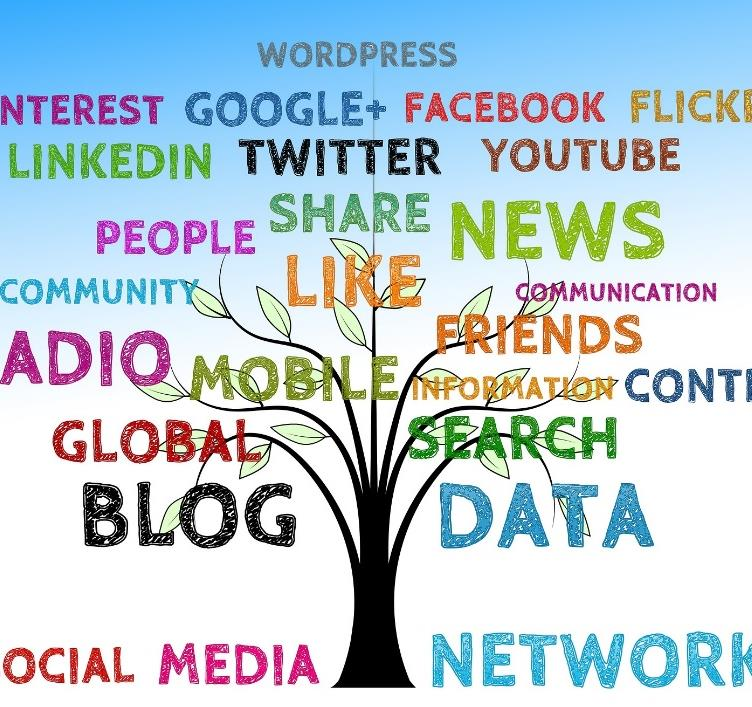 WORDPRESS
NTEREST GOOGLE+ FACEBOOK FLICK
LINKEDIN TWITTER YOUTUBE
PEOPLE SHARE NEWS
COMMUNITY LIKE COMMUNICATION
ADIO MOBILE FRIENDS
INFORMATION CONT
GLOBAL SEARCH
BLOG DATA
OCIAL MEDIA NETWORK